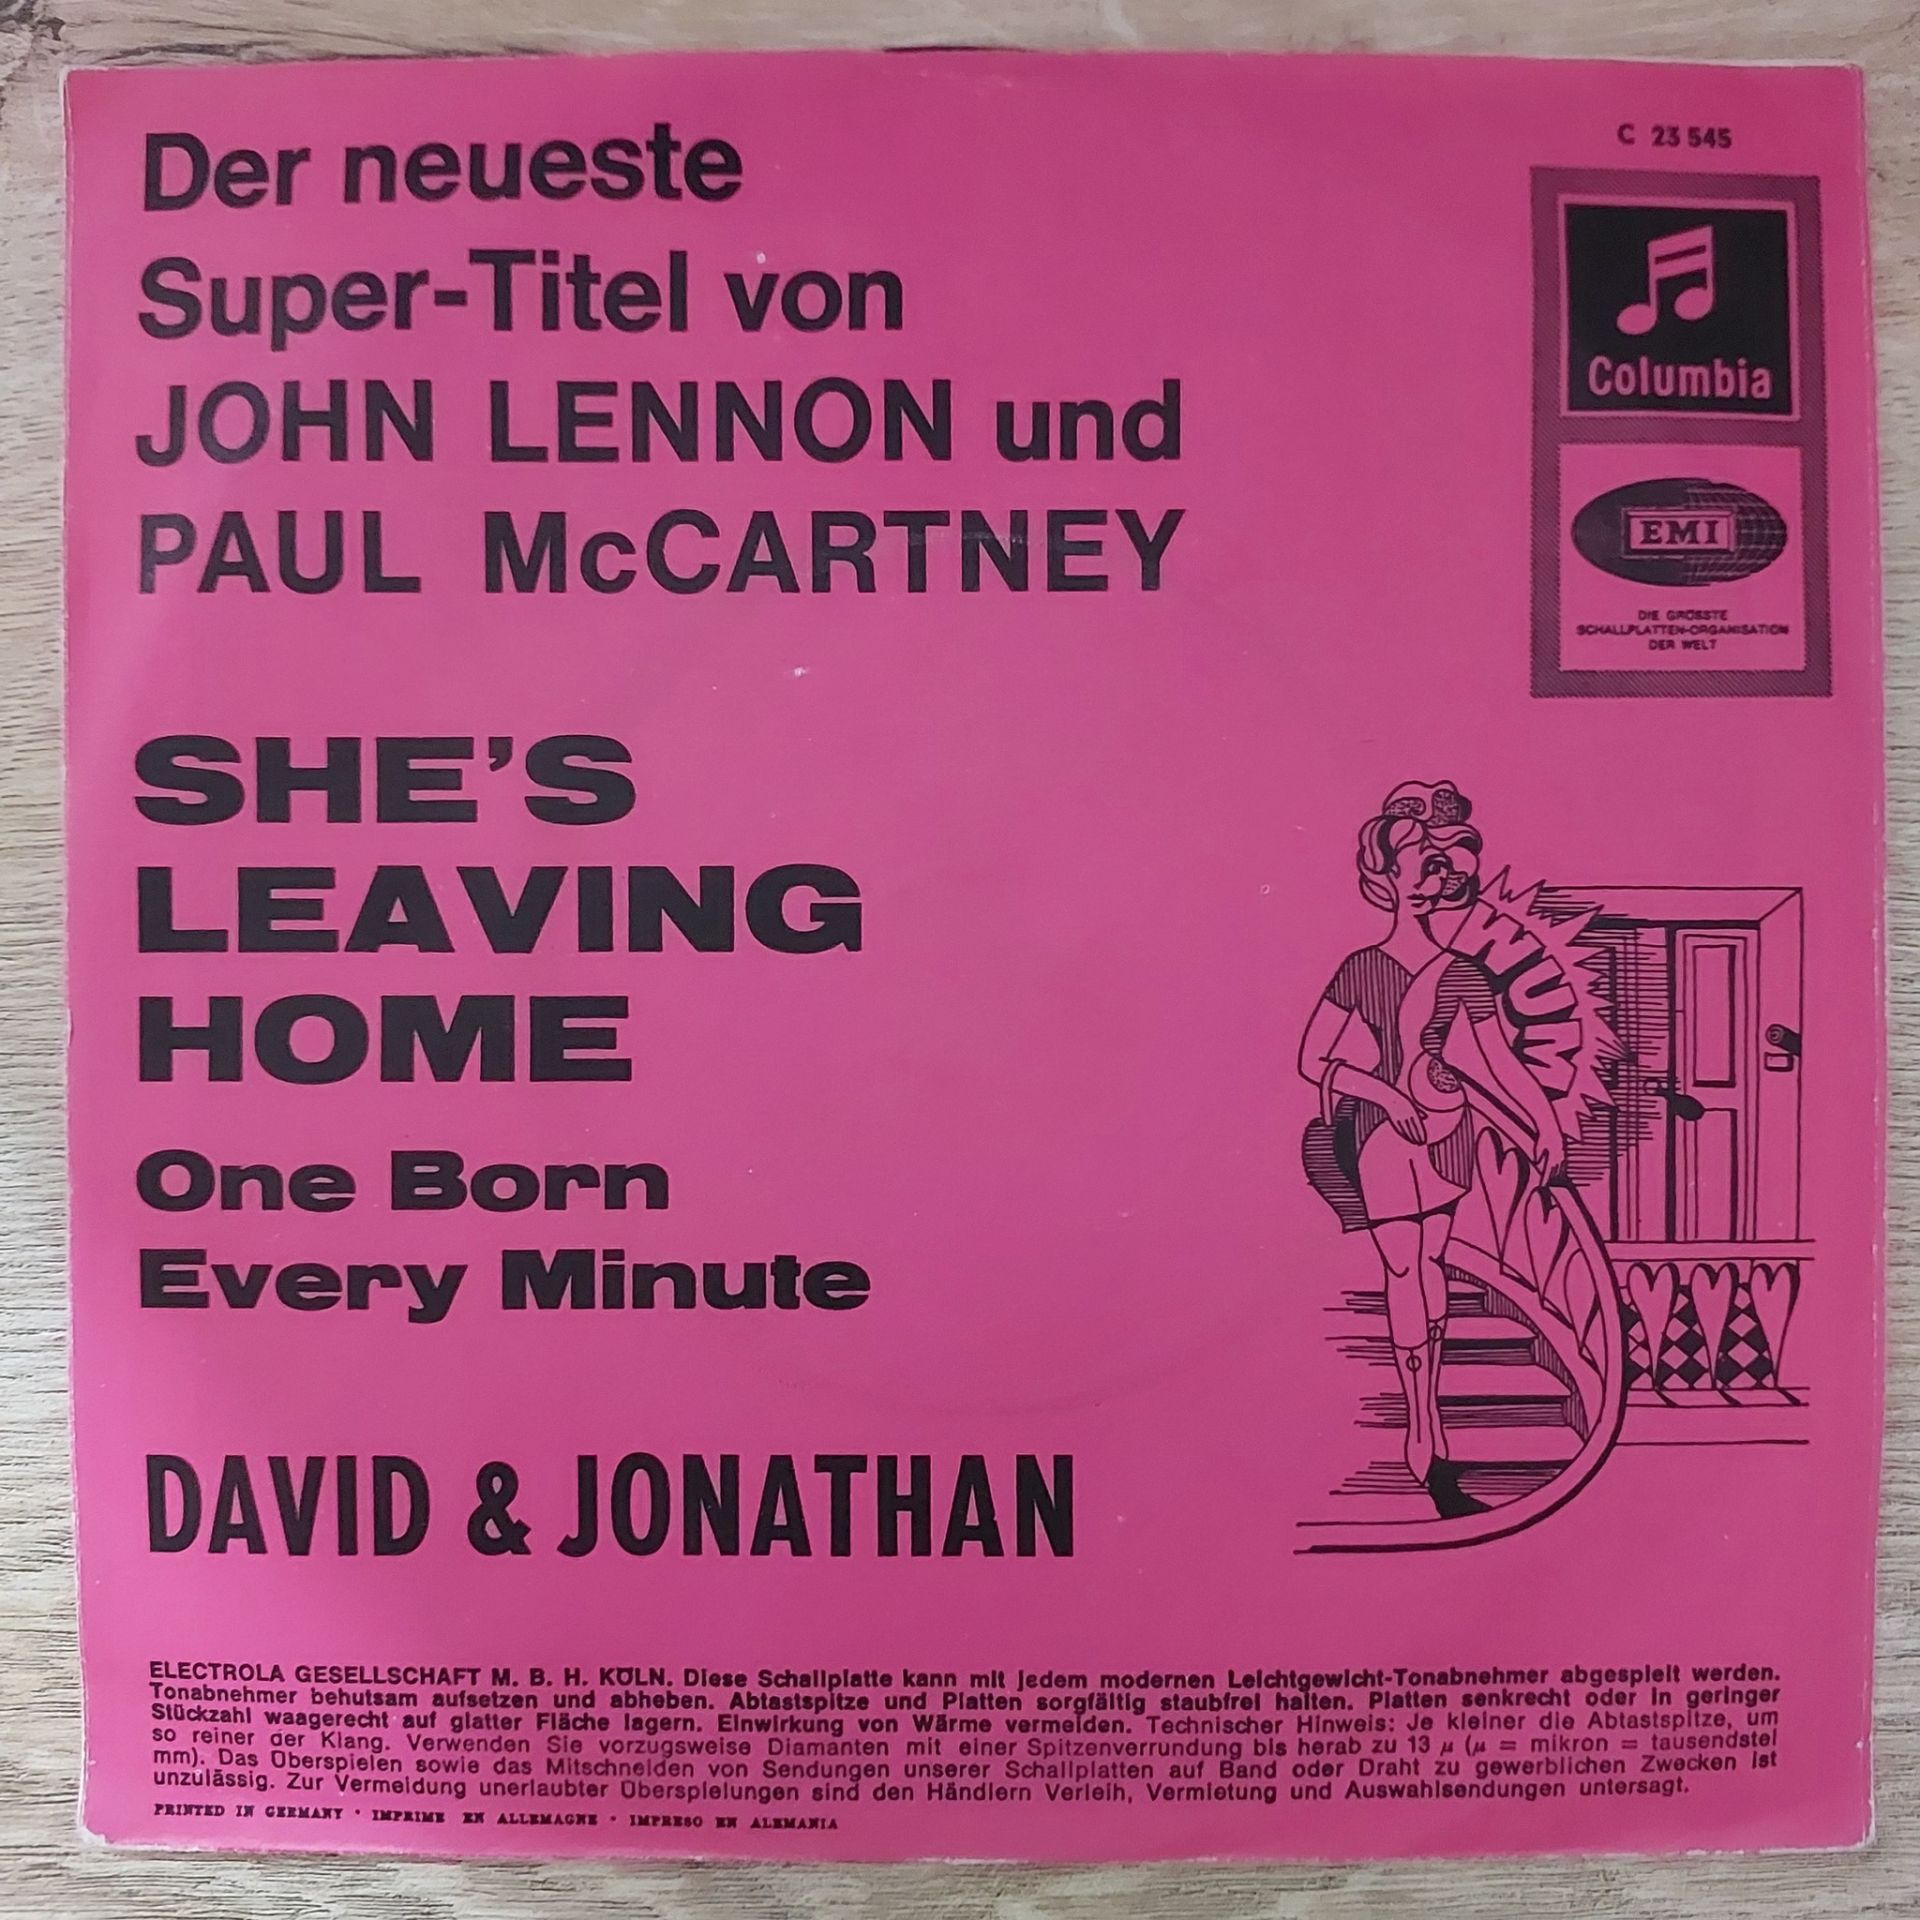 Der neueste
Super-Titel von
JOHN LENNON und
PAUL McCARTNEY
C 23 545
Columbia
EMI
DIE GRÖSSTE
SCHALLPLATTEN-ORGANISATION
DER WELT
SHE'S
LEAVING
HOME
One Born
Every Minute
WUM
DAVID & JONATHAN
ELECTROLA GESELLSCHAFT M. B. H. KÖLN. Diese Schallplatte kann mit jedem modernen Leichtgewicht-Tonabnehmer abgespielt werden.
Tonabnehmer behutsam aufsetzen und abheben. Abtastspitze und Platten sorgfältig staubfrei halten. Platten senkrecht oder in geringer
Stückzahl waagerecht auf glatter Fläche lagern. Einwirkung von Wärme vermeiden. Technischer Hinweis: Je kleiner die Abtastspitze, um
so reiner der Klang. Verwenden Sie vorzugsweise Diamanten mit einer Spitzenverrundung bis herab zu 13 µ (µ = mikron = tausendstel
mm). Das Überspielen sowie das Mitschneiden von Sendungen unserer Schallplatten auf Band oder Draht zu gewerblichen Zwecken ist
unzulässig. Zur Vermeidung unerlaubter Überspielungen sind den Händlern Verleih, Vermietung und Auswahlsendungen untersagt.
PRINTED IN GERMANY · IMPRIME EN ALLEMAGNE · IMPRESO EN ALEMANIA